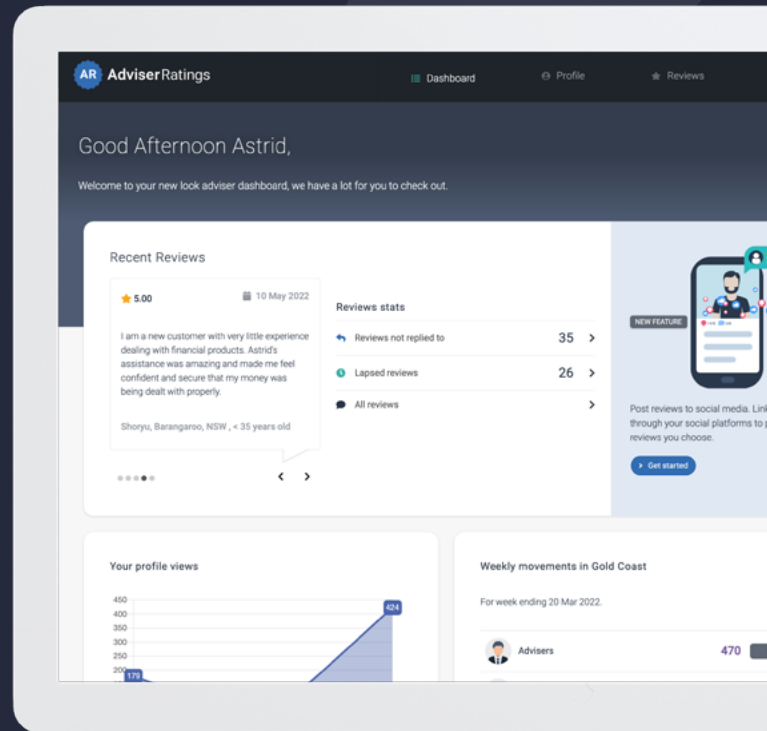 AR AdviserRatings
Dashboard
Profile
Reviews
Good Afternoon Astrid,
Welcome to your new look adviser dashboard, we have a lot for you to check out.
Recent Reviews
5.00
10 May 2022
I am a new customer with very little experience
dealing with financial products. Astrid's
assistance was amazing and made me feel
confident and secure that my money was
being dealt with properly.
Shoryu, Barangaroo, NSW , < 35 years old
Reviews stats
Reviews not replied to 35
Lapsed reviews 26
All reviews
NEW FEATURE
Post reviews to social media. Link
through your social platforms to p
reviews you choose.
Get started
Your profile views
450
400
350
300
250
200
179
424
Weekly movements in Gold Coast
For week ending 20 Mar 2022.
Advisers 470